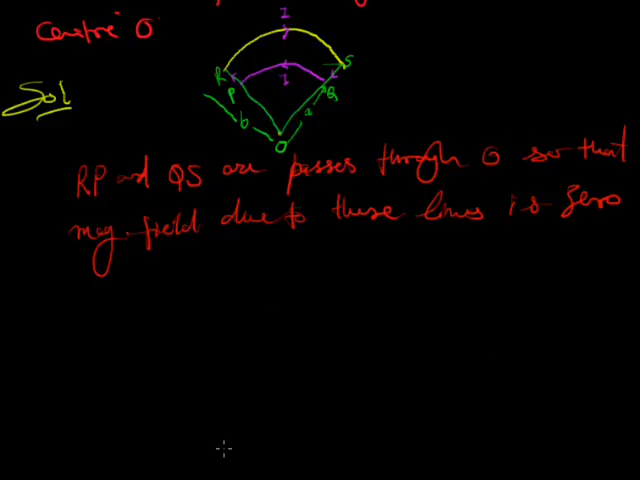 Centre O
I
R
S
I
P
Q
Sol
b
a
O
RP and QS are passes through O so that
mag. field due to these lines is zero